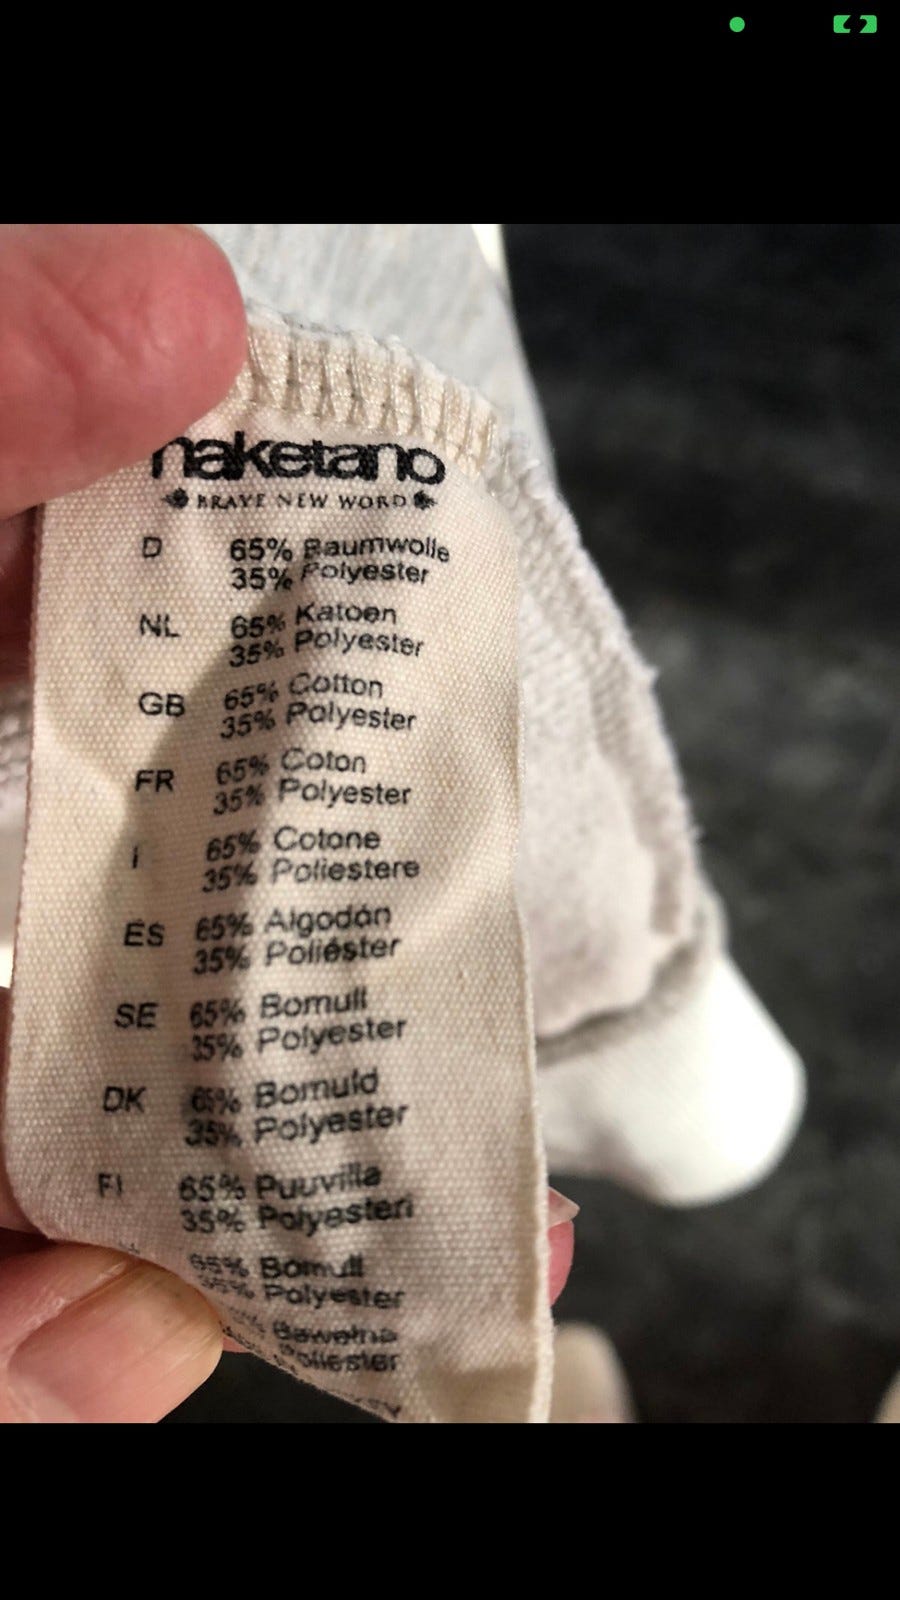 naketano
BRAVE NEW WORD
D 65% Baumwolle
35% Polyester
NL 65% Katoen
35% Polyester
GB 65% Cotton
35% Polyester
FR 65% Coton
35% Polyester
I 65% Cotone
35% Poliestere
ES 65% Algodón
35% Poliéster
SE 65% Bomull
35% Polyester
DK 65% Bomuld
35% Polyester
FI 65% Puuvilla
35% Polyesteri
65% Bomull
35% Polyester
Bawełna
Poliester